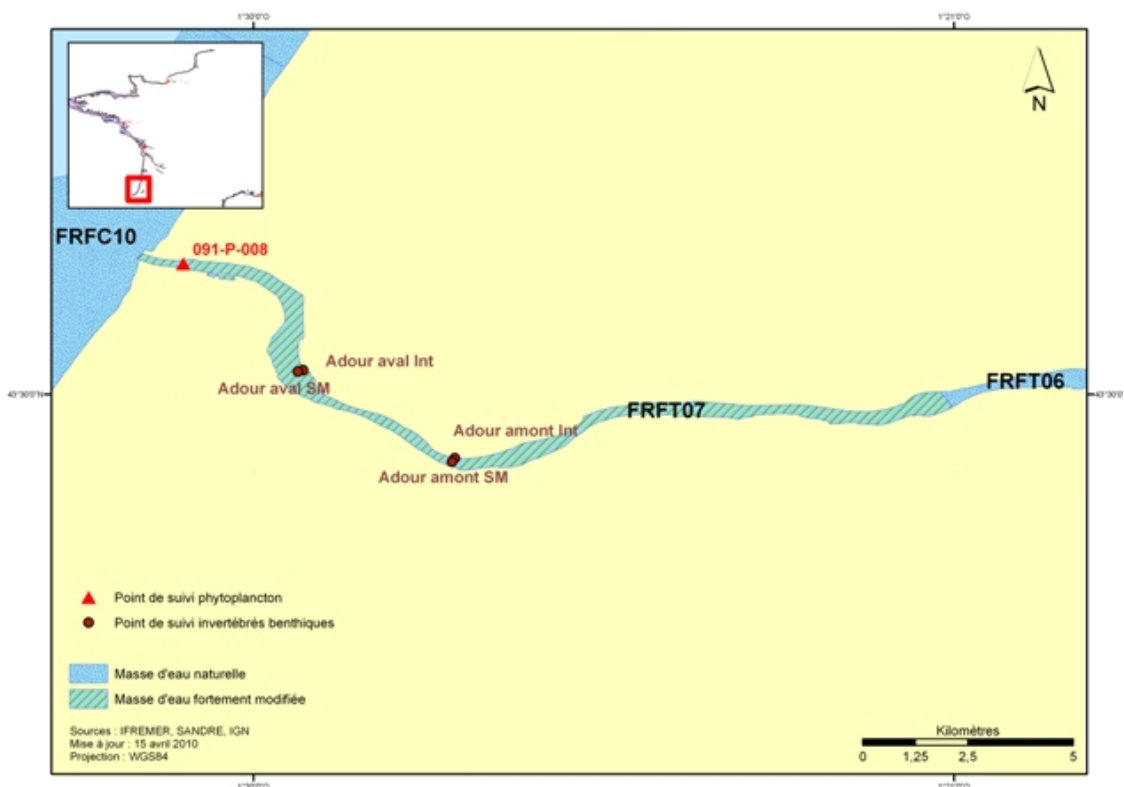 1°30'0"O
1°21'0"O
N
FRFC10
091-P-008
Adour aval Int
Adour aval SM
FRFT06
43°30'0"N
43°30'0"N
FRFT07
Adour amont Int
Adour amont SM
Point de suivi phytoplancton
Point de suivi invertébrés benthiques
Masse d'eau naturelle
Masse d'eau fortement modifiée
Sources : IFREMER, SANDRE, IGN
Mise à jour : 15 avril 2010
Projection : WGS84
Kilomètres
0 1,25 2,5 5